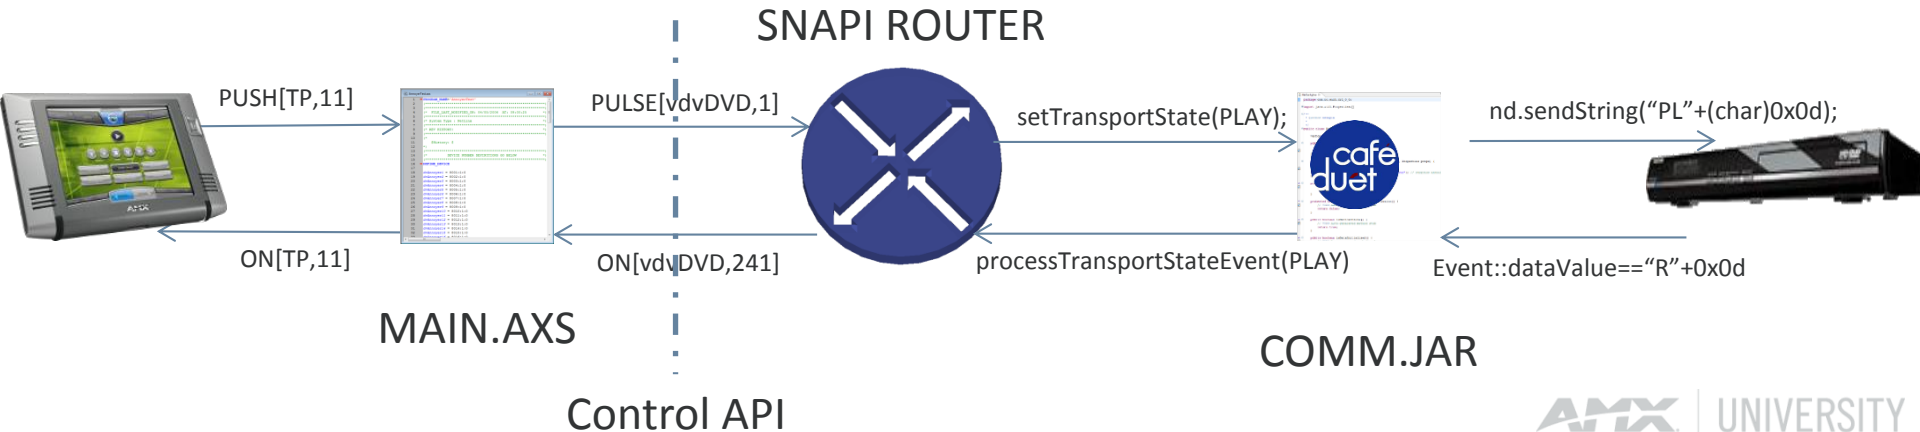 SNAPI ROUTER
PUSH[TP,11]
PULSE[vdvDVD,1]
setTransportState(PLAY);
nd.sendString(“PL”+(char)0x0d);
cafe
duet
AMX
ON[TP,11]
ON[vdvDVD,241]
processTransportStateEvent(PLAY)
Event::dataValue==“R”+0x0d
MAIN.AXS
COMM.JAR
Control API
AMX UNIVERSITY